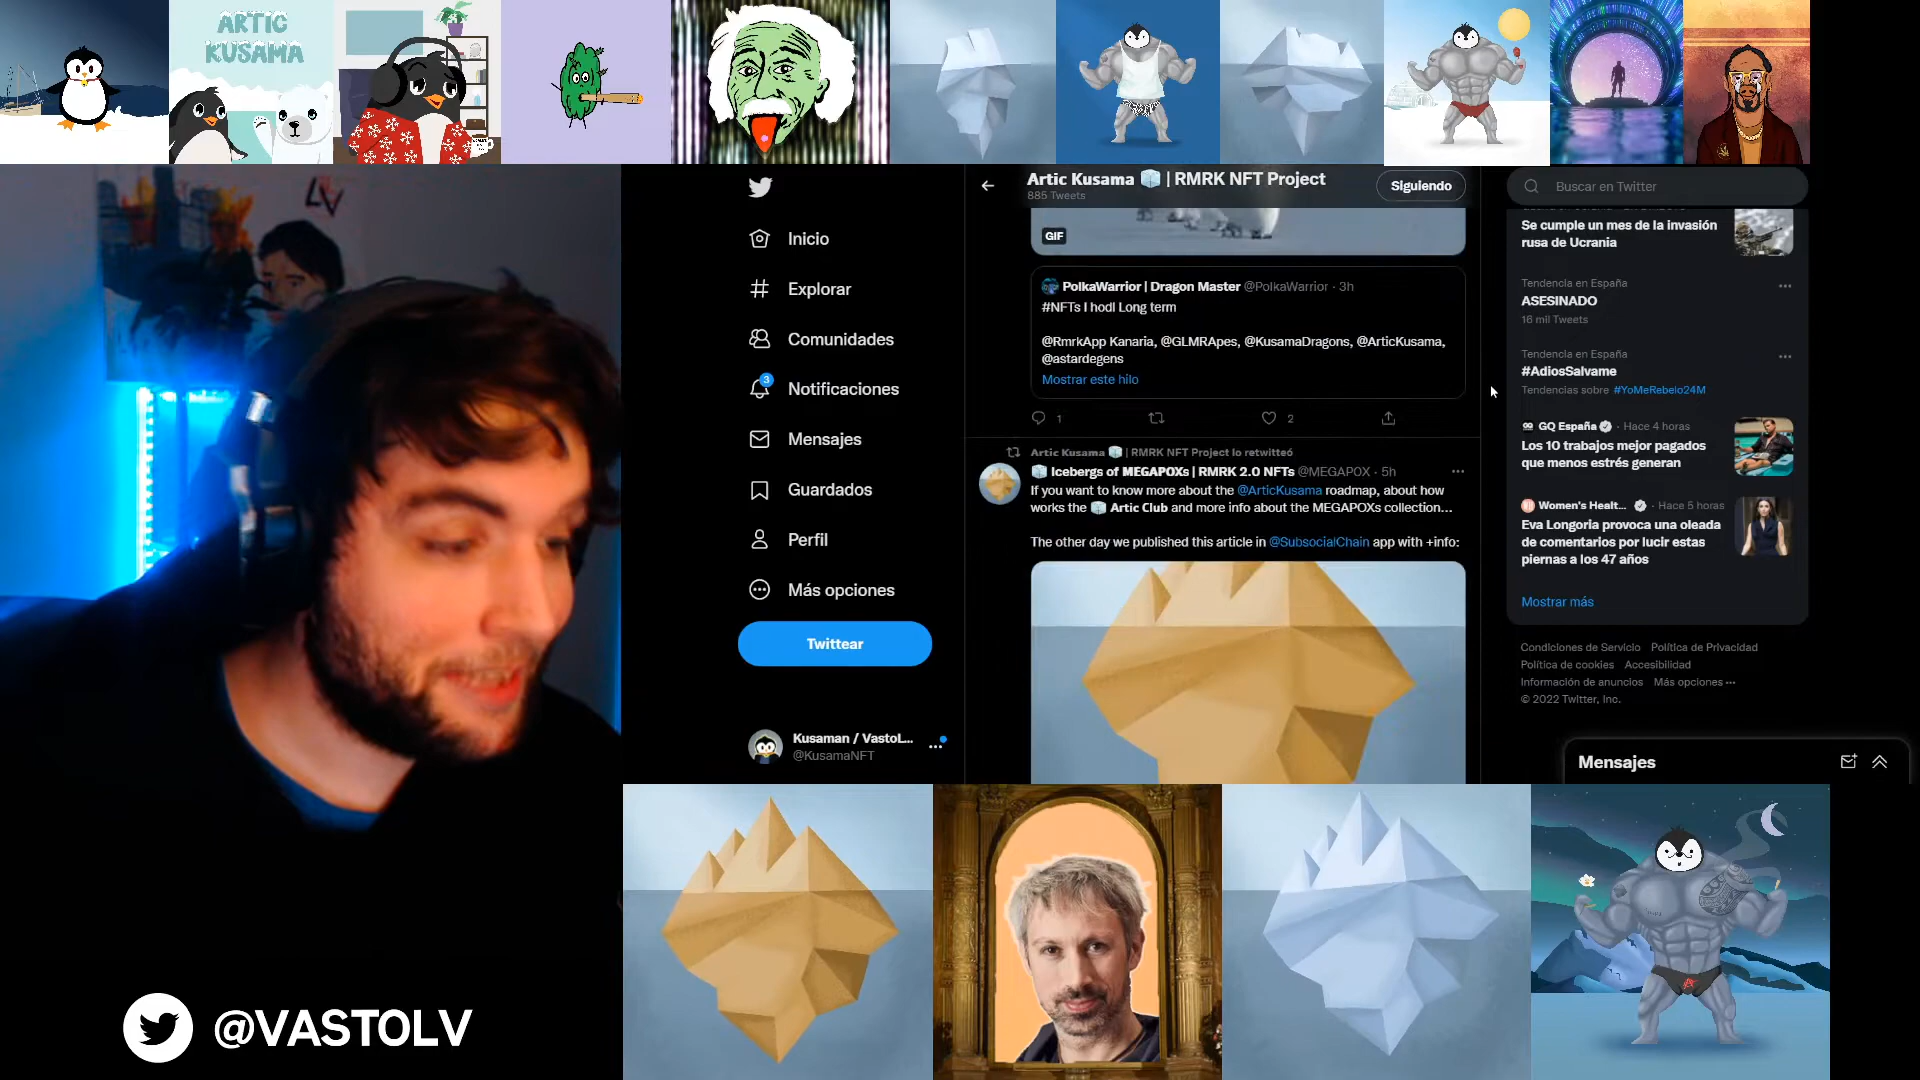 ARTIC
KUSAMA
Inicio
Explorar
Comunidades
3
Notificaciones
Mensajes
Guardados
Perfil
Más opciones
Twittear
Kusaman / VastoL...
@KusamaNFT
Artic Kusama | RMRK NFT Project
885 Tweets
Siguiendo
GIF
PolkaWarrior | Dragon Master @PolkaWarrior · 3h
#NFTs I hodl Long term
@RmrkApp Kanaria, @GLMRApes, @KusamaDragons, @ArticKusama,
@astardegens
Mostrar este hilo
1
2
Artic Kusama | RMRK NFT Project lo retwitteó
Icebergs of MEGAPOXs | RMRK 2.0 NFTs @MEGAPOX · 5h
If you want to know more about the @ArticKusama roadmap, about how
works the Artic Club and more info about the MEGAPOXs collection...
The other day we published this article in @SubsocialChain app with +info:
Buscar en Twitter
Se cumple un mes de la invasión
rusa de Ucrania
Tendencia en España
ASESINADO
16 mil Tweets
Tendencia en España
#AdiosSalvame
Tendencias sobre #YoMeRebelo24M
GQ España · Hace 4 horas
Los 10 trabajos mejor pagados
que menos estrés generan
Women's Healt... · Hace 5 horas
Eva Longoria provoca una oleada
de comentarios por lucir estas
piernas a los 47 años
Mostrar más
Condiciones de Servicio Política de Privacidad
Política de cookies Accesibilidad
Información de anuncios Más opciones ···
© 2022 Twitter, Inc.
Mensajes
@VASTOLV